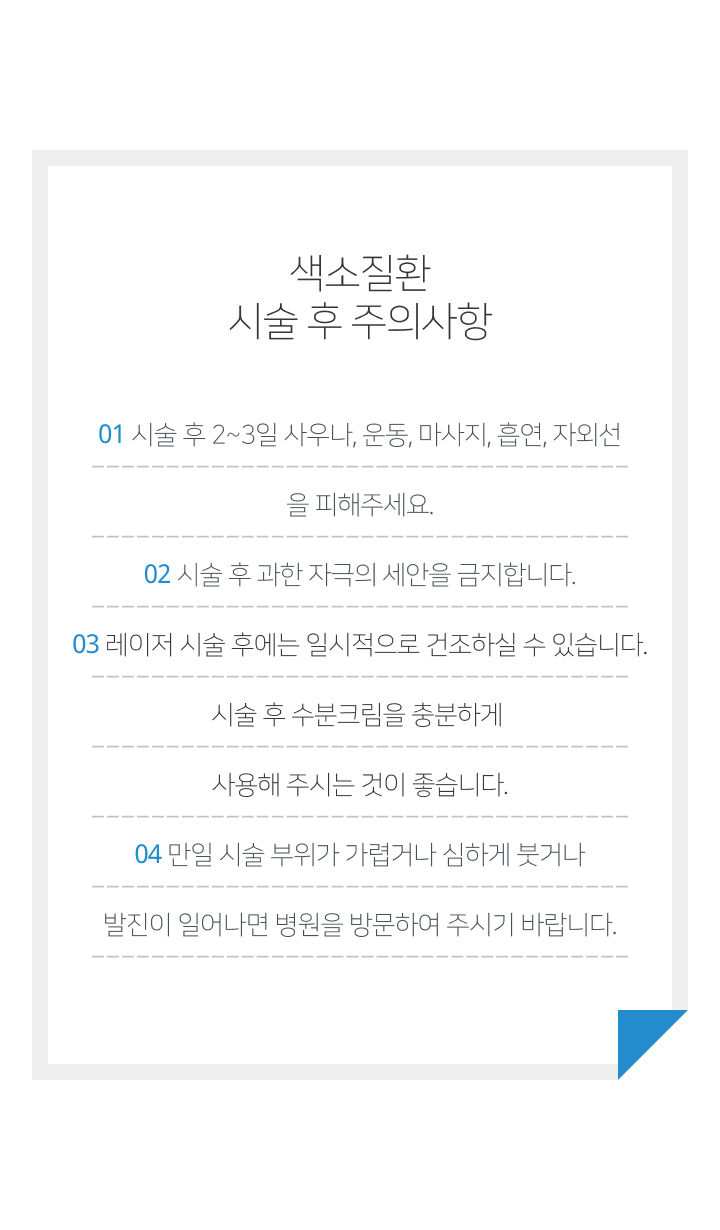 색소질환
시술 후 주의사항
01 시술 후 2~3일 사우나, 운동, 마사지, 흡연, 자외선
을 피해주세요.
02 시술 후 과한 자극의 세안을 금지합니다.
03 레이저 시술 후에는 일시적으로 건조하실 수 있습니다.
시술 후 수분크림을 충분하게
사용해 주시는 것이 좋습니다.
04 만일 시술 부위가 가렵거나 심하게 붓거나
발진이 일어나면 병원을 방문하여 주시기 바랍니다.